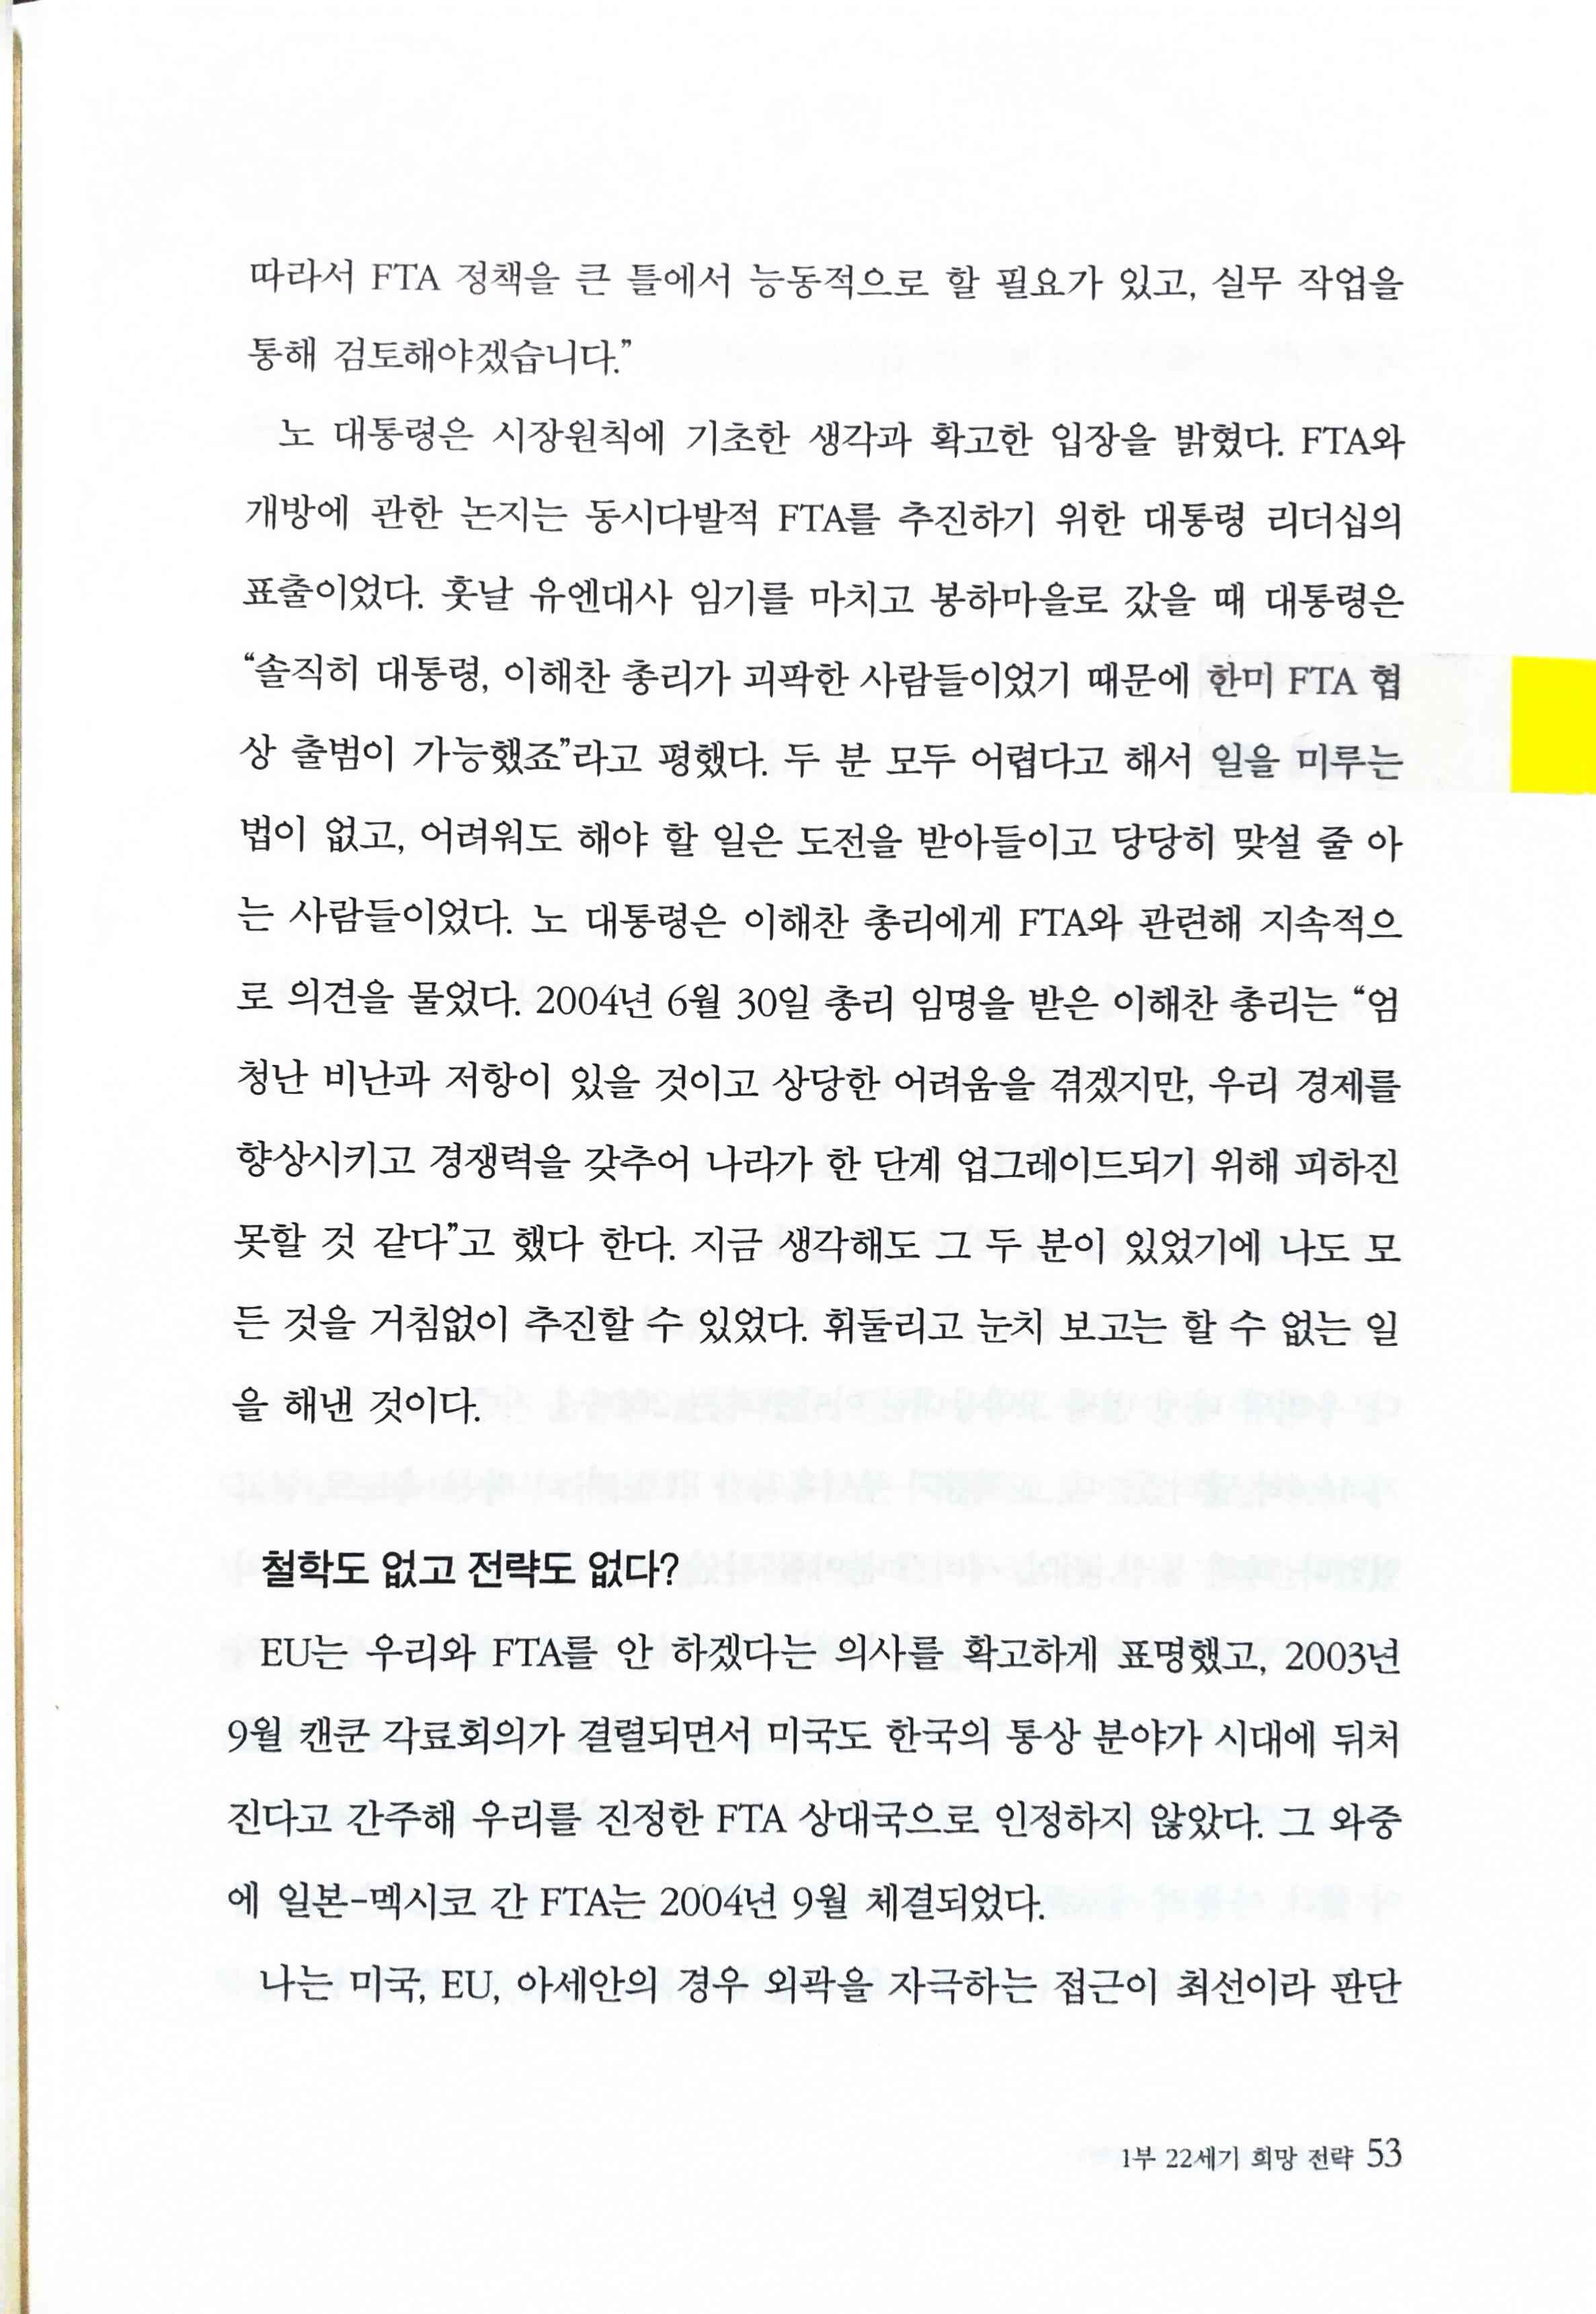 따라서 FTA 정책을 큰 틀에서 능동적으로 할 필요가 있고, 실무 작업을
통해 검토해야겠습니다.”
노 대통령은 시장원칙에 기초한 생각과 확고한 입장을 밝혔다. FTA와
개방에 관한 논지는 동시다발적 FTA를 추진하기 위한 대통령 리더십의
표출이었다. 훗날 유엔대사 임기를 마치고 봉하마을로 갔을 때 대통령은
“솔직히 대통령, 이해찬 총리가 괴팍한 사람들이었기 때문에 한미 FTA 협
상 출범이 가능했죠”라고 평했다. 두 분 모두 어렵다고 해서 일을 미루는
법이 없고, 어려워도 해야 할 일은 도전을 받아들이고 당당히 맞설 줄 아
는 사람들이었다. 노 대통령은 이해찬 총리에게 FTA와 관련해 지속적으
로 의견을 물었다. 2004년 6월 30일 총리 임명을 받은 이해찬 총리는 “엄
청난 비난과 저항이 있을 것이고 상당한 어려움을 겪겠지만, 우리 경제를
향상시키고 경쟁력을 갖추어 나라가 한 단계 업그레이드되기 위해 피하진
못할 것 같다”고 했다 한다. 지금 생각해도 그 두 분이 있었기에 나도 모
든 것을 거침없이 추진할 수 있었다. 휘둘리고 눈치 보고는 할 수 없는 일
을 해낸 것이다.
철학도 없고 전략도 없다?
EU는 우리와 FTA를 안 하겠다는 의사를 확고하게 표명했고, 2003년
9월 캔쿤 각료회의가 결렬되면서 미국도 한국의 통상 분야가 시대에 뒤처
진다고 간주해 우리를 진정한 FTA 상대국으로 인정하지 않았다. 그 와중
에 일본-멕시코 간 FTA는 2004년 9월 체결되었다.
나는 미국, EU, 아세안의 경우 외곽을 자극하는 접근이 최선이라 판단
1부 22세기 희망 전략 53